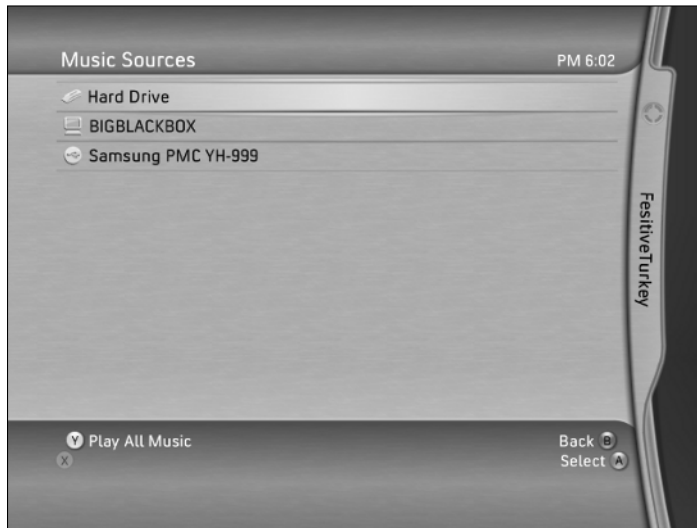 Music Sources PM 6:02
Hard Drive
BIGBLACKBOX
Samsung PMC YH-999
FesitiveTurkey
Y Play All Music Back B
X Select A